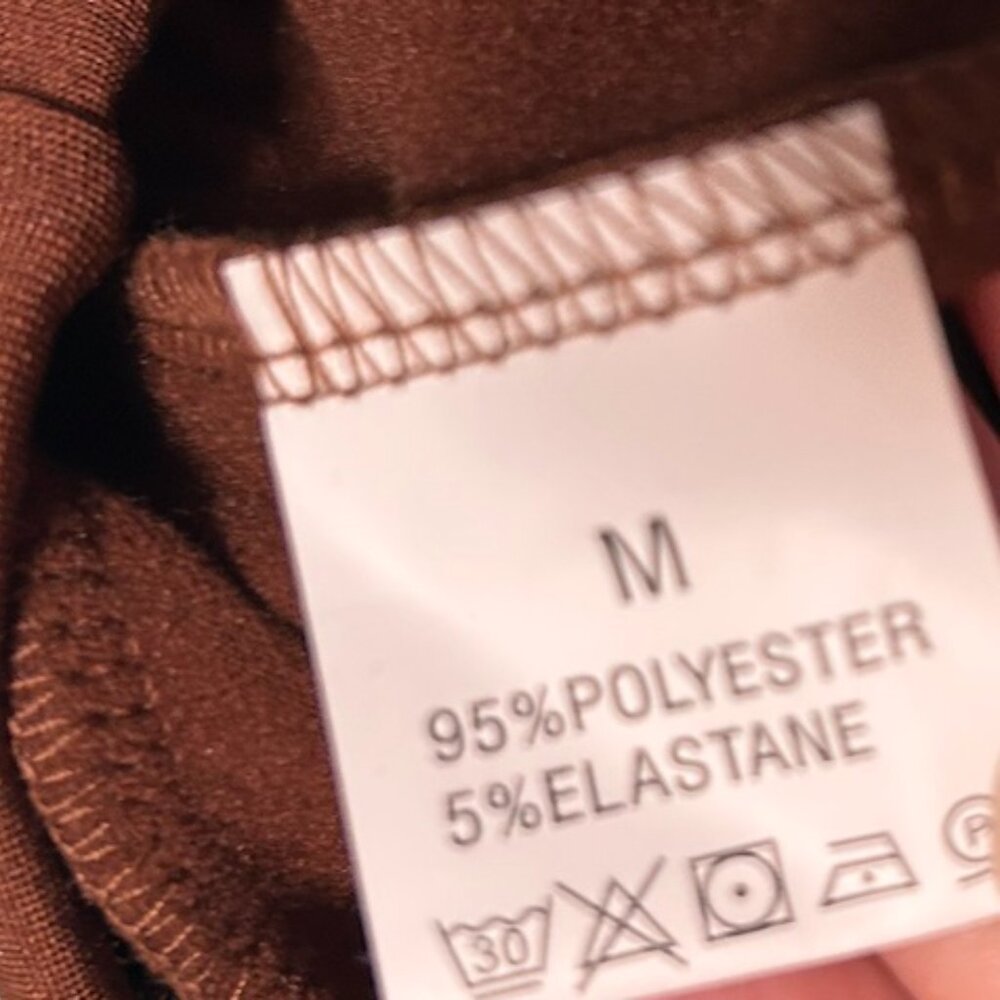 M
95%POLYESTER
5%ELASTANE
30 P